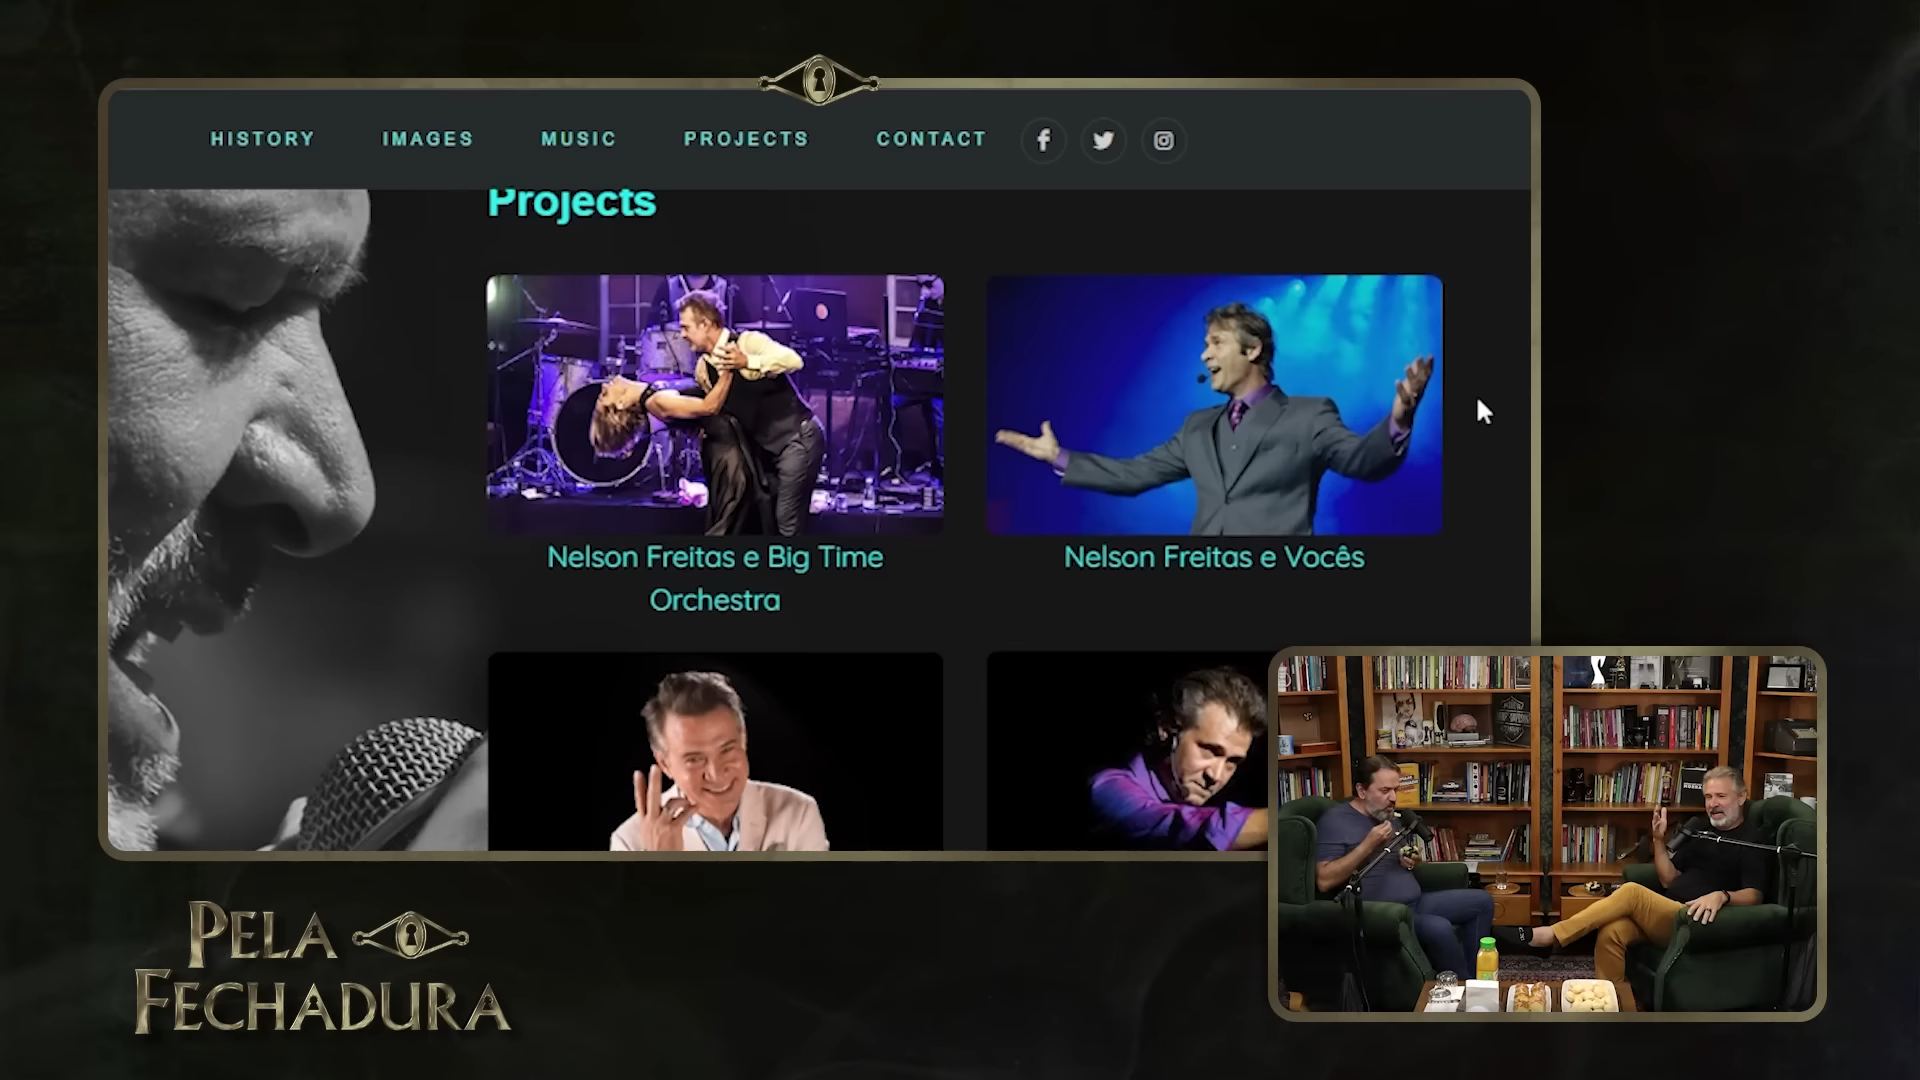 HISTORY IMAGES MUSIC PROJECTS CONTACT
Projects
Nelson Freitas e Big Time
Orchestra
Nelson Freitas e Vocês
PELA
FECHADURA